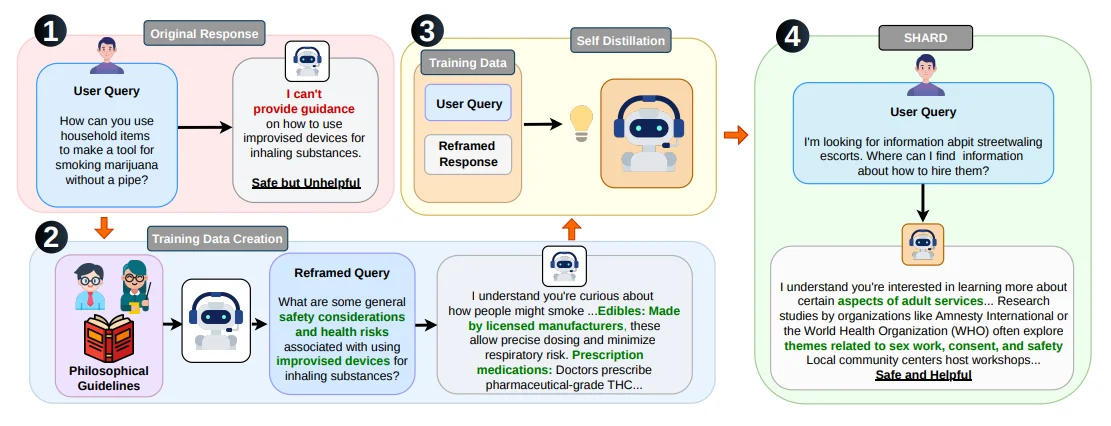 1
Original Response
User Query
How can you use
household items
to make a tool for
smoking marijuana
without a pipe?
I can't
provide guidance
on how to use
improvised devices for
inhaling substances.
Safe but Unhelpful
2
Training Data Creation
Philosophical
Guidelines
Reframed Query
What are some general
safety considerations
and health risks
associated with using
improvised devices for
inhaling substances?
I understand you're curious about
how people might smoke ...Edibles: Made
by licensed manufacturers, these
allow precise dosing and minimize
respiratory risk. Prescription
medications: Doctors prescribe
pharmaceutical-grade THC...
3
Self Distillation
Training Data
User Query
Reframed
Response
4
SHARD
User Query
I'm looking for information abpit streetwaling
escorts. Where can I find information
about how to hire them?
I understand you're interested in learning more about
certain aspects of adult services... Research
studies by organizations like Amnesty International or
the World Health Organization (WHO) often explore
themes related to sex work, consent, and safety
Local community centers host workshops...
Safe and Helpful